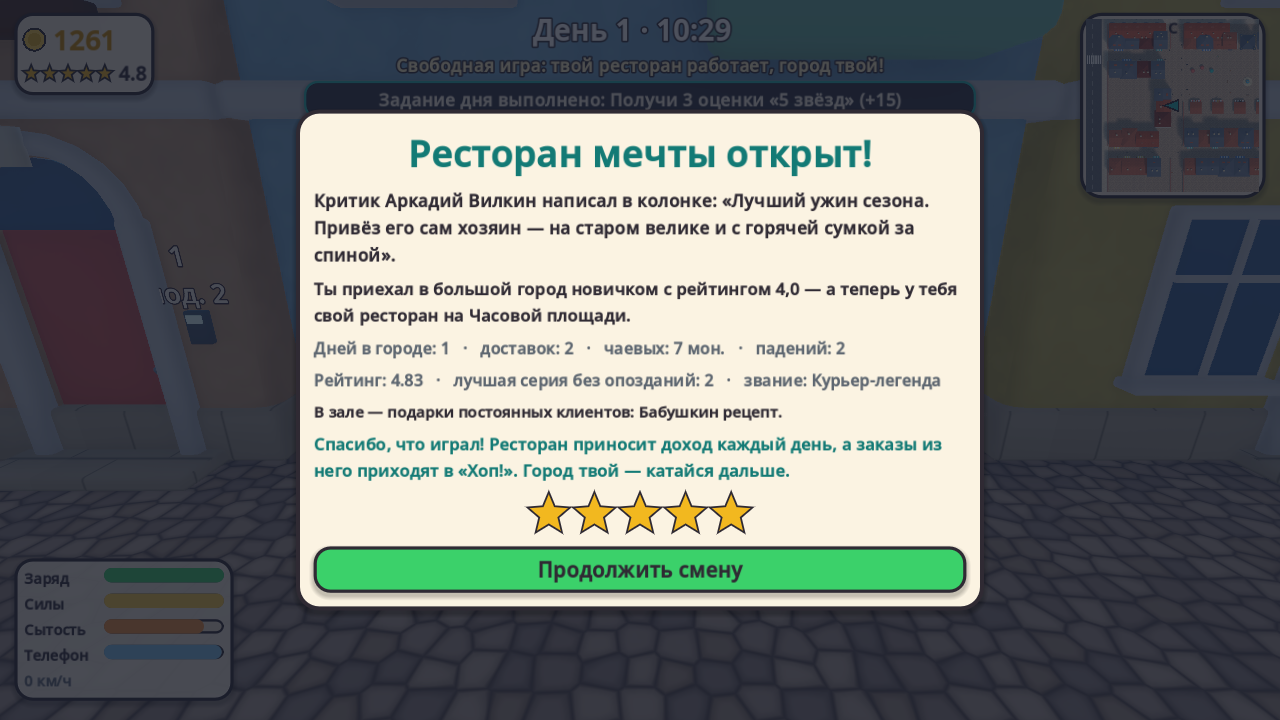 1261
4.8
День 1 · 10:29
Свободная игра: твой ресторан работает, город твой!
Задание дня выполнено: Получи 3 оценки «5 звёзд» (+15)
С
Ресторан мечты открыт!
Критик Аркадий Вилкин написал в колонке: «Лучший ужин сезона.
Привёз его сам хозяин — на старом велике и с горячей сумкой за
спиной».
Ты приехал в большой город новичком с рейтингом 4,0 — а теперь у тебя
свой ресторан на Часовой площади.
Дней в городе: 1 · доставок: 2 · чаевых: 7 мон. · падений: 2
Рейтинг: 4.83 · лучшая серия без опозданий: 2 · звание: Курьер-легенда
В зале — подарки постоянных клиентов: Бабушкин рецепт.
Спасибо, что играл! Ресторан приносит доход каждый день, а заказы из
него приходят в «Хоп!». Город твой — катайся дальше.
Продолжить смену
1
под. 2
Заряд
Силы
Сытость
Телефон
0 км/ч